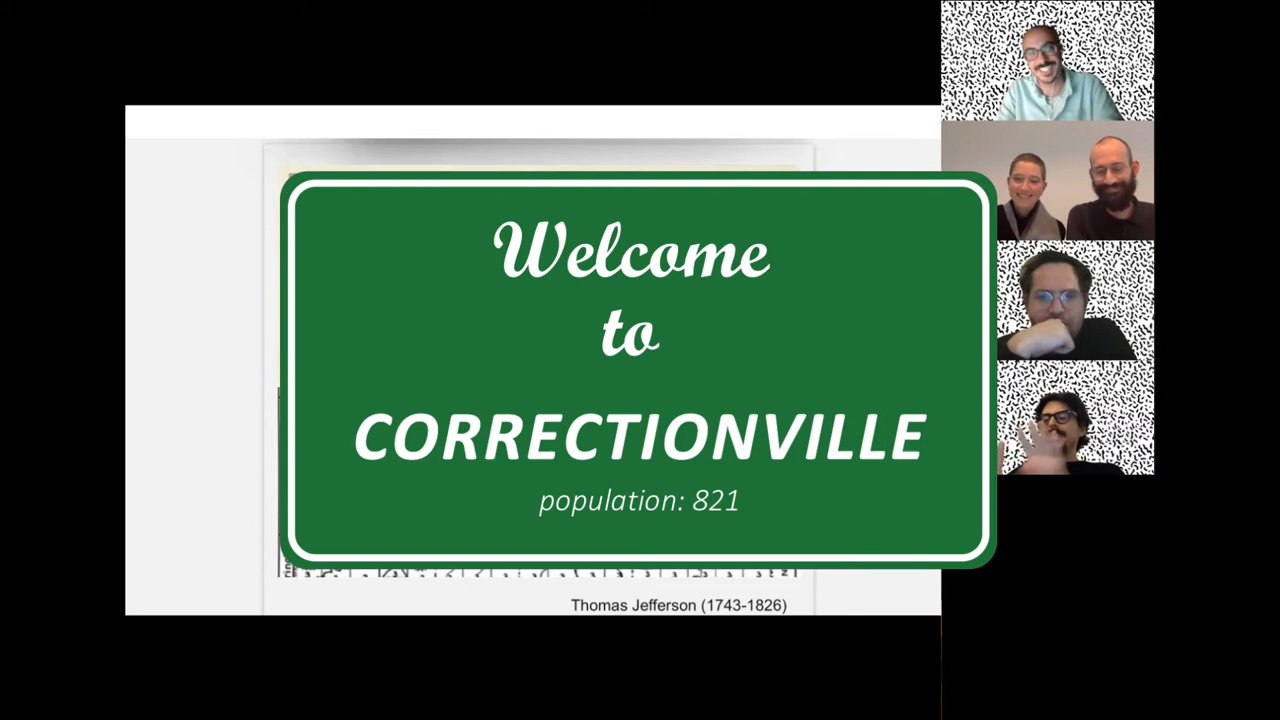 Welcome
to
CORRECTIONVILLE
population: 821
Thomas Jefferson (1743-1826)